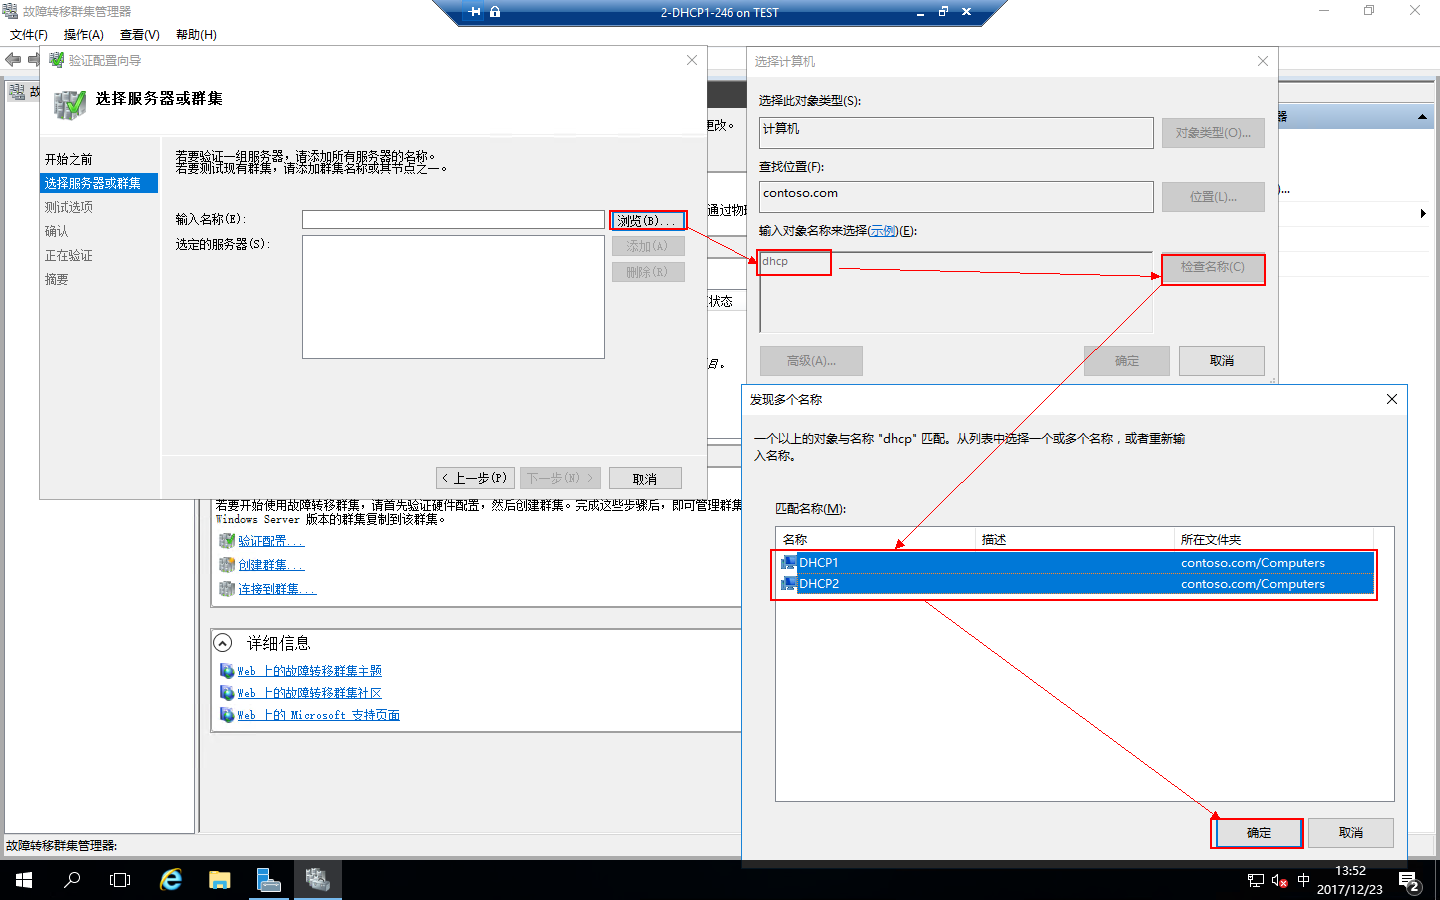 故障转移群集管理器
2-DHCP1-246 on TEST
文件(F) 操作(A) 查看(V) 帮助(H)
验证配置向导
选择服务器或群集
开始之前
选择服务器或群集
测试选项
确认
正在验证
摘要
若要验证一组服务器，请添加所有服务器的名称。
若要测试现有群集，请添加群集名称或其节点之一。
输入名称(E):
浏览(B)...
选定的服务器(S):
添加(A)
删除(R)
< 上一步(P)
下一步(N) >
取消
更改。
通过物
状态
目。
器
)...
选择计算机
选择此对象类型(S):
计算机
对象类型(O)...
查找位置(F):
contoso.com
位置(L)...
输入对象名称来选择(示例)(E):
dhcp
检查名称(C)
高级(A)...
确定
取消
发现多个名称
一个以上的对象与名称 "dhcp" 匹配。从列表中选择一个或多个名称，或者重新输
入名称。
匹配名称(M):
名称 描述 所在文件夹
DHCP1 contoso.com/Computers
DHCP2 contoso.com/Computers
确定
取消
故
若要开始使用故障转移群集，请首先验证硬件配置，然后创建群集。完成这些步骤后，即可管理群集
Windows Server 版本的群集复制到该群集。
验证配置...
创建群集...
连接到群集...
详细信息
Web 上的故障转移群集主题
Web 上的故障转移群集社区
Web 上的 Microsoft 支持页面
故障转移群集管理器:
中
13:52
2017/12/23
2